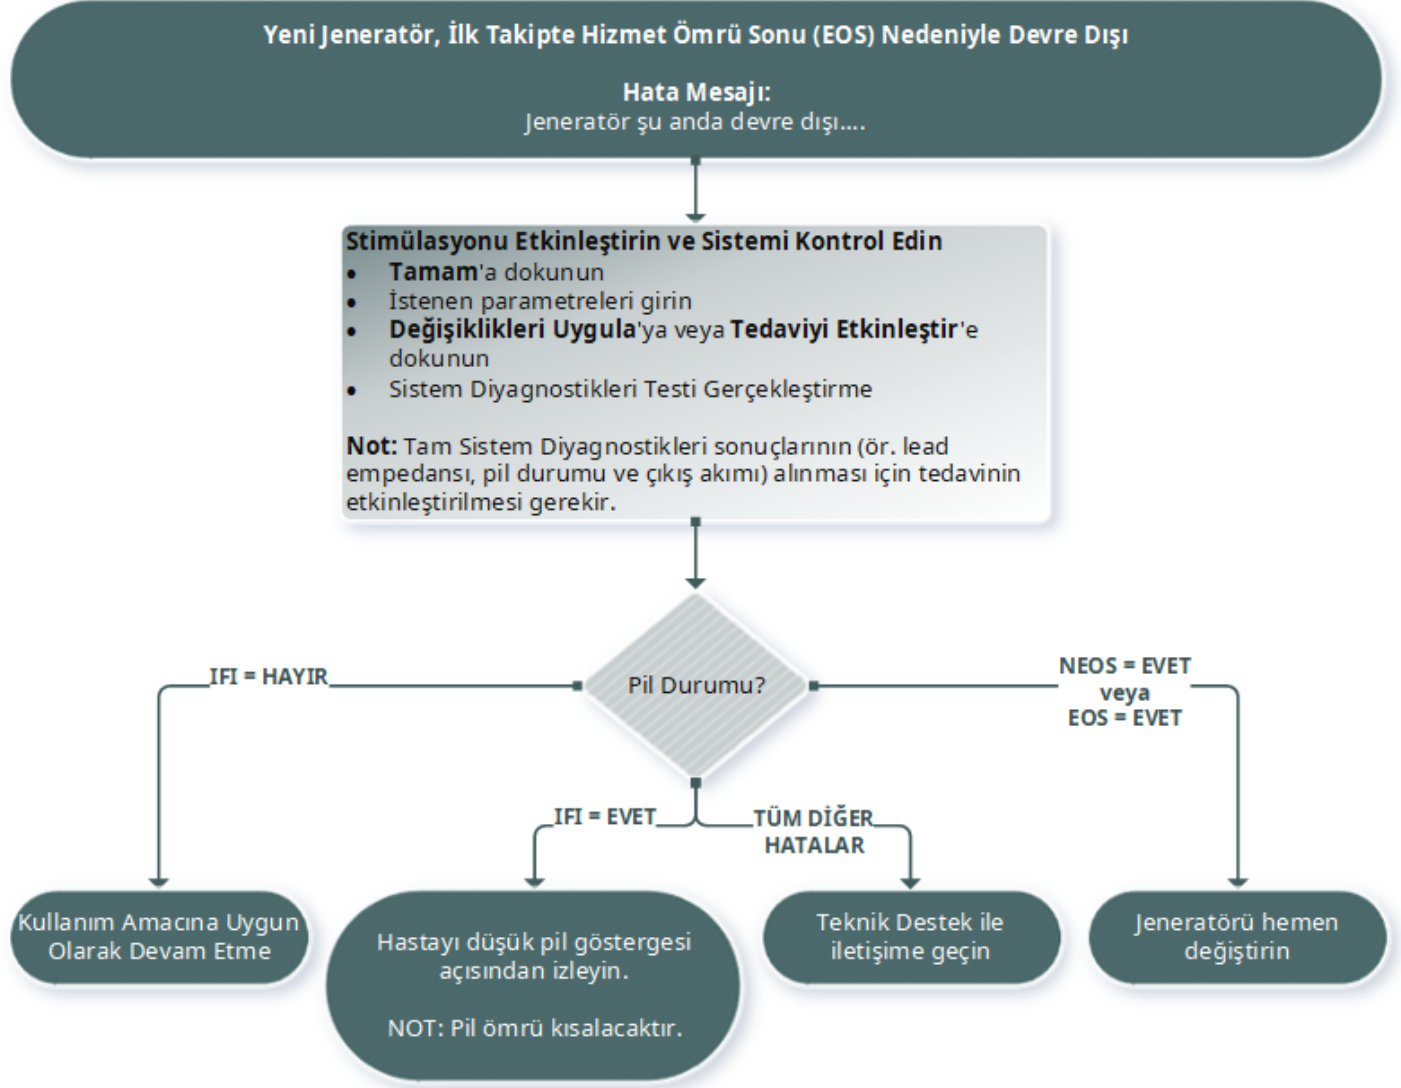 Yeni Jeneratör, İlk Takipte Hizmet Ömrü Sonu (EOS) Nedeniyle Devre Dışı
Hata Mesajı:
Jeneratör şu anda devre dışı....
Stimülasyonu Etkinleştirin ve Sistemi Kontrol Edin
• Tamam'a dokunun
• İstenen parametreleri girin
• Değişiklikleri Uygula'ya veya Tedaviyi Etkinleştir'e
dokunun
• Sistem Diyagnostikleri Testi Gerçekleştirme
Not: Tam Sistem Diyagnostikleri sonuçlarının (ör. lead
empedansı, pil durumu ve çıkış akımı) alınması için tedavinin
etkinleştirilmesi gerekir.
Pil Durumu?
IFI = HAYIR
NEOS = EVET
veya
EOS = EVET
IFI = EVET
TÜM DİĞER
HATALAR
Kullanım Amacına Uygun
Olarak Devam Etme
Hastayı düşük pil göstergesi
açısından izleyin.
NOT: Pil ömrü kısalacaktır.
Teknik Destek ile
iletişime geçin
Jeneratörü hemen
değiştirin